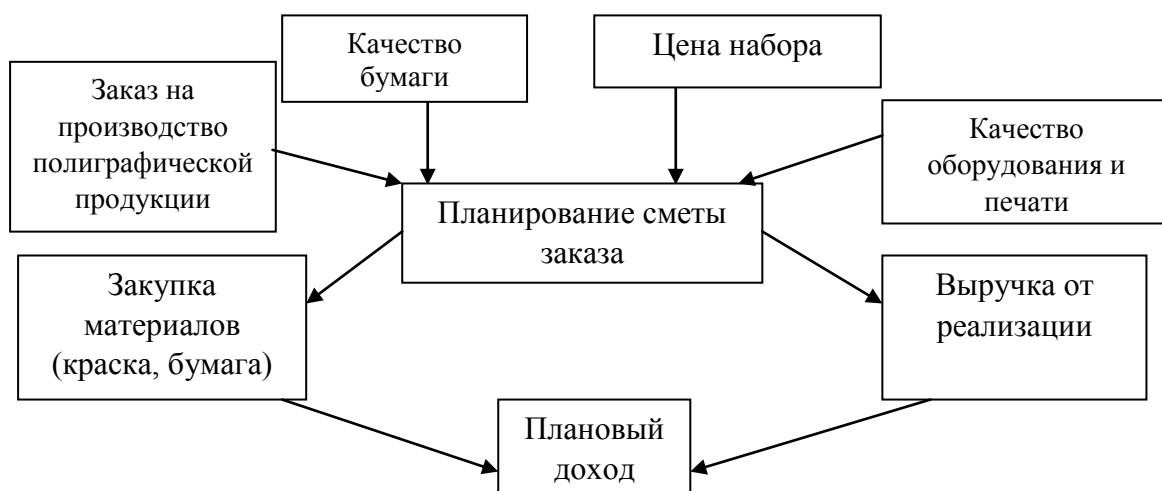 Качество
бумаги
Цена набора
Заказ на
производство
полиграфической
продукции
Качество
оборудования и
печати
Планирование сметы
заказа
Закупка
материалов
(краска, бумага)
Выручка от
реализации
Плановый
доход